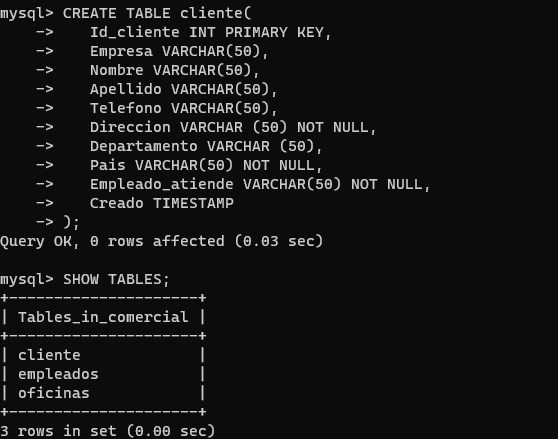 mysql> CREATE TABLE cliente(
    ->    Id_cliente INT PRIMARY KEY,
    ->    Empresa VARCHAR(50),
    ->    Nombre VARCHAR(50),
    ->    Apellido VARCHAR(50),
    ->    Telefono VARCHAR(50),
    ->    Direccion VARCHAR (50) NOT NULL,
    ->    Departamento VARCHAR (50),
    ->    Pais VARCHAR(50) NOT NULL,
    ->    Empleado_atiende VARCHAR(50) NOT NULL,
    ->    Creado TIMESTAMP
    -> );
Query OK, 0 rows affected (0.03 sec)

mysql> SHOW TABLES;
+---------------------+
| Tables_in_comercial |
+---------------------+
| cliente             |
| empleados           |
| oficinas            |
+---------------------+
3 rows in set (0.00 sec)